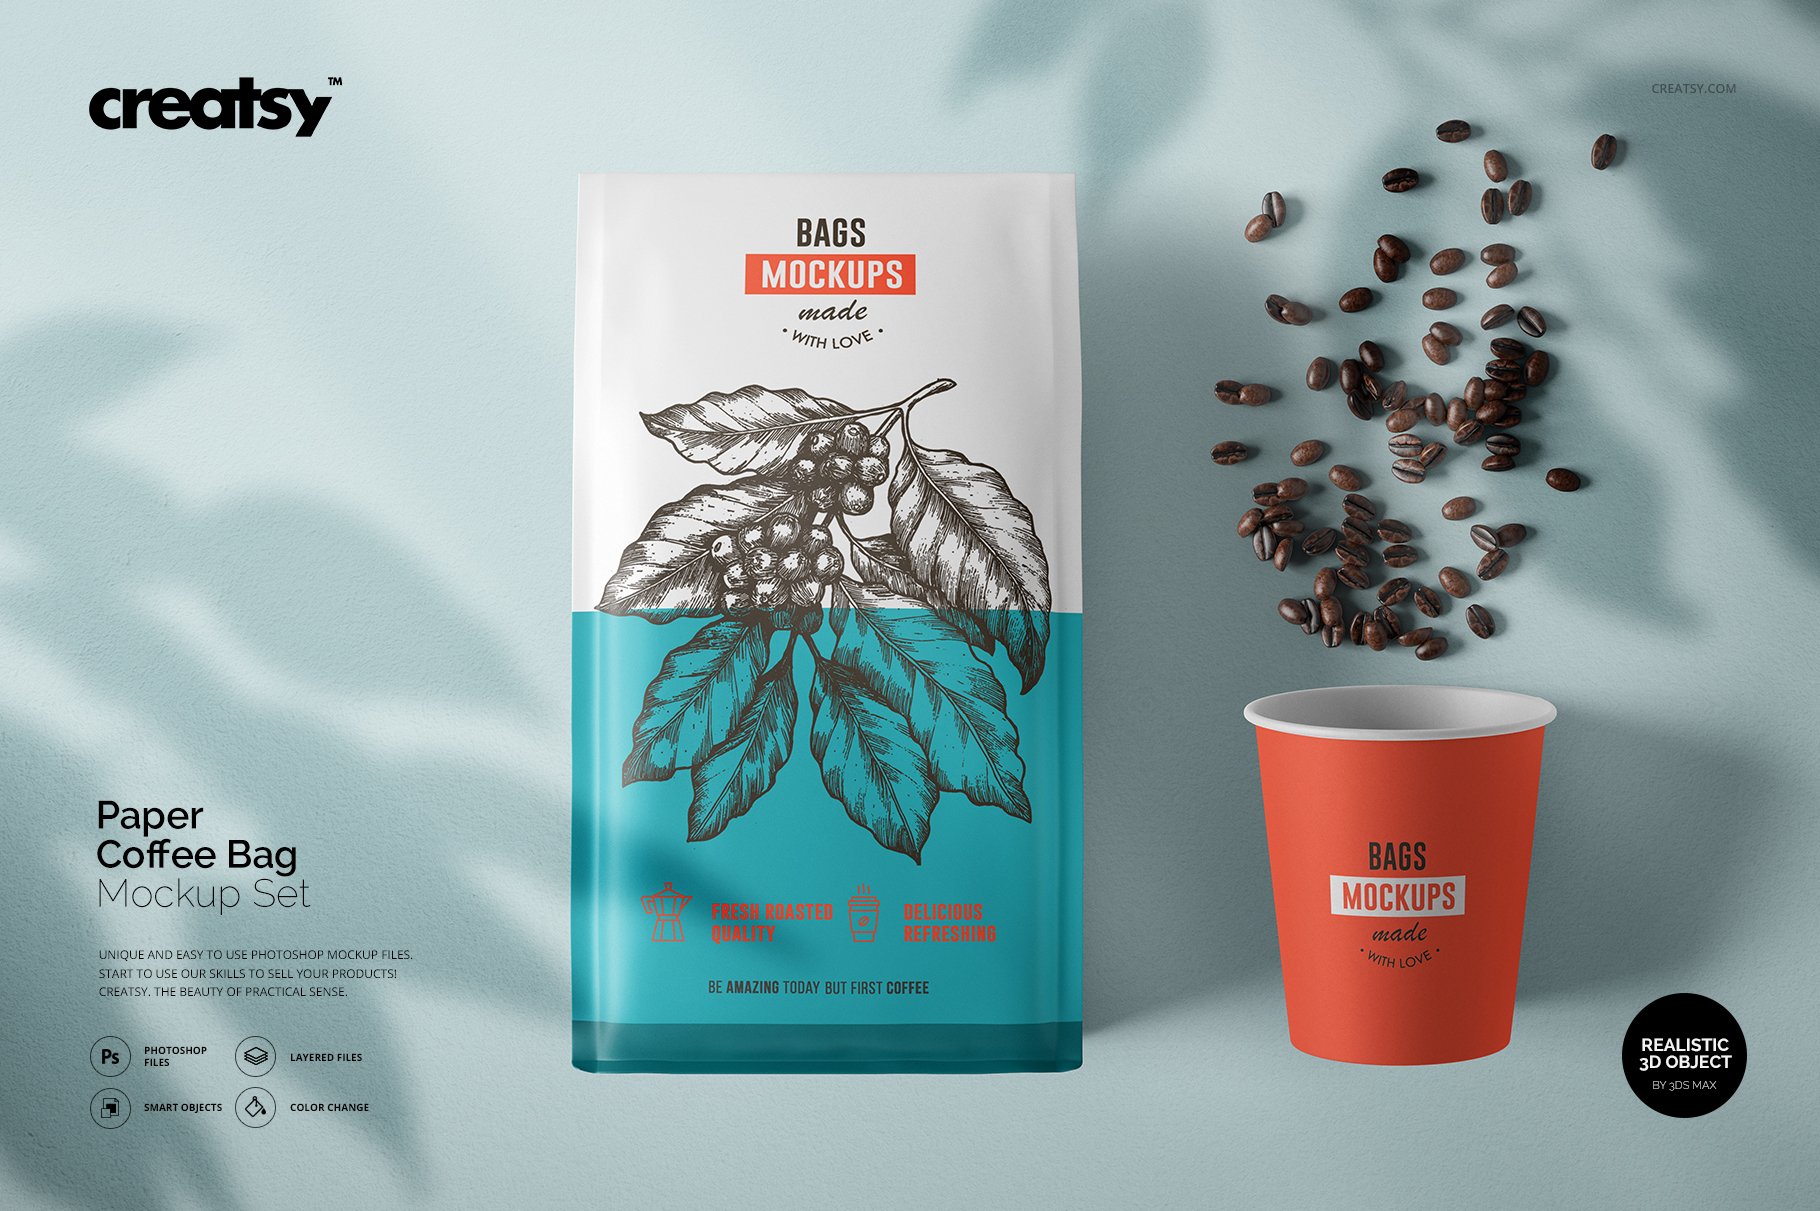 creatsy™
CREATSY.COM
BAGS
MOCKUPS
made
• WITH LOVE •
FRESH ROASTED
QUALITY
DELICIOUS
REFRESHING
BE AMAZING TODAY BUT FIRST COFFEE
BAGS
MOCKUPS
made
• WITH LOVE •
Paper
Coffee Bag
Mockup Set
UNIQUE AND EASY TO USE PHOTOSHOP MOCKUP FILES.
START TO USE OUR SKILLS TO SELL YOUR PRODUCTS!
CREATSY. THE BEAUTY OF PRACTICAL SENSE.
Ps
PHOTOSHOP
FILES
LAYERED FILES
SMART OBJECTS
COLOR CHANGE
REALISTIC
3D OBJECT
BY 3DS MAX